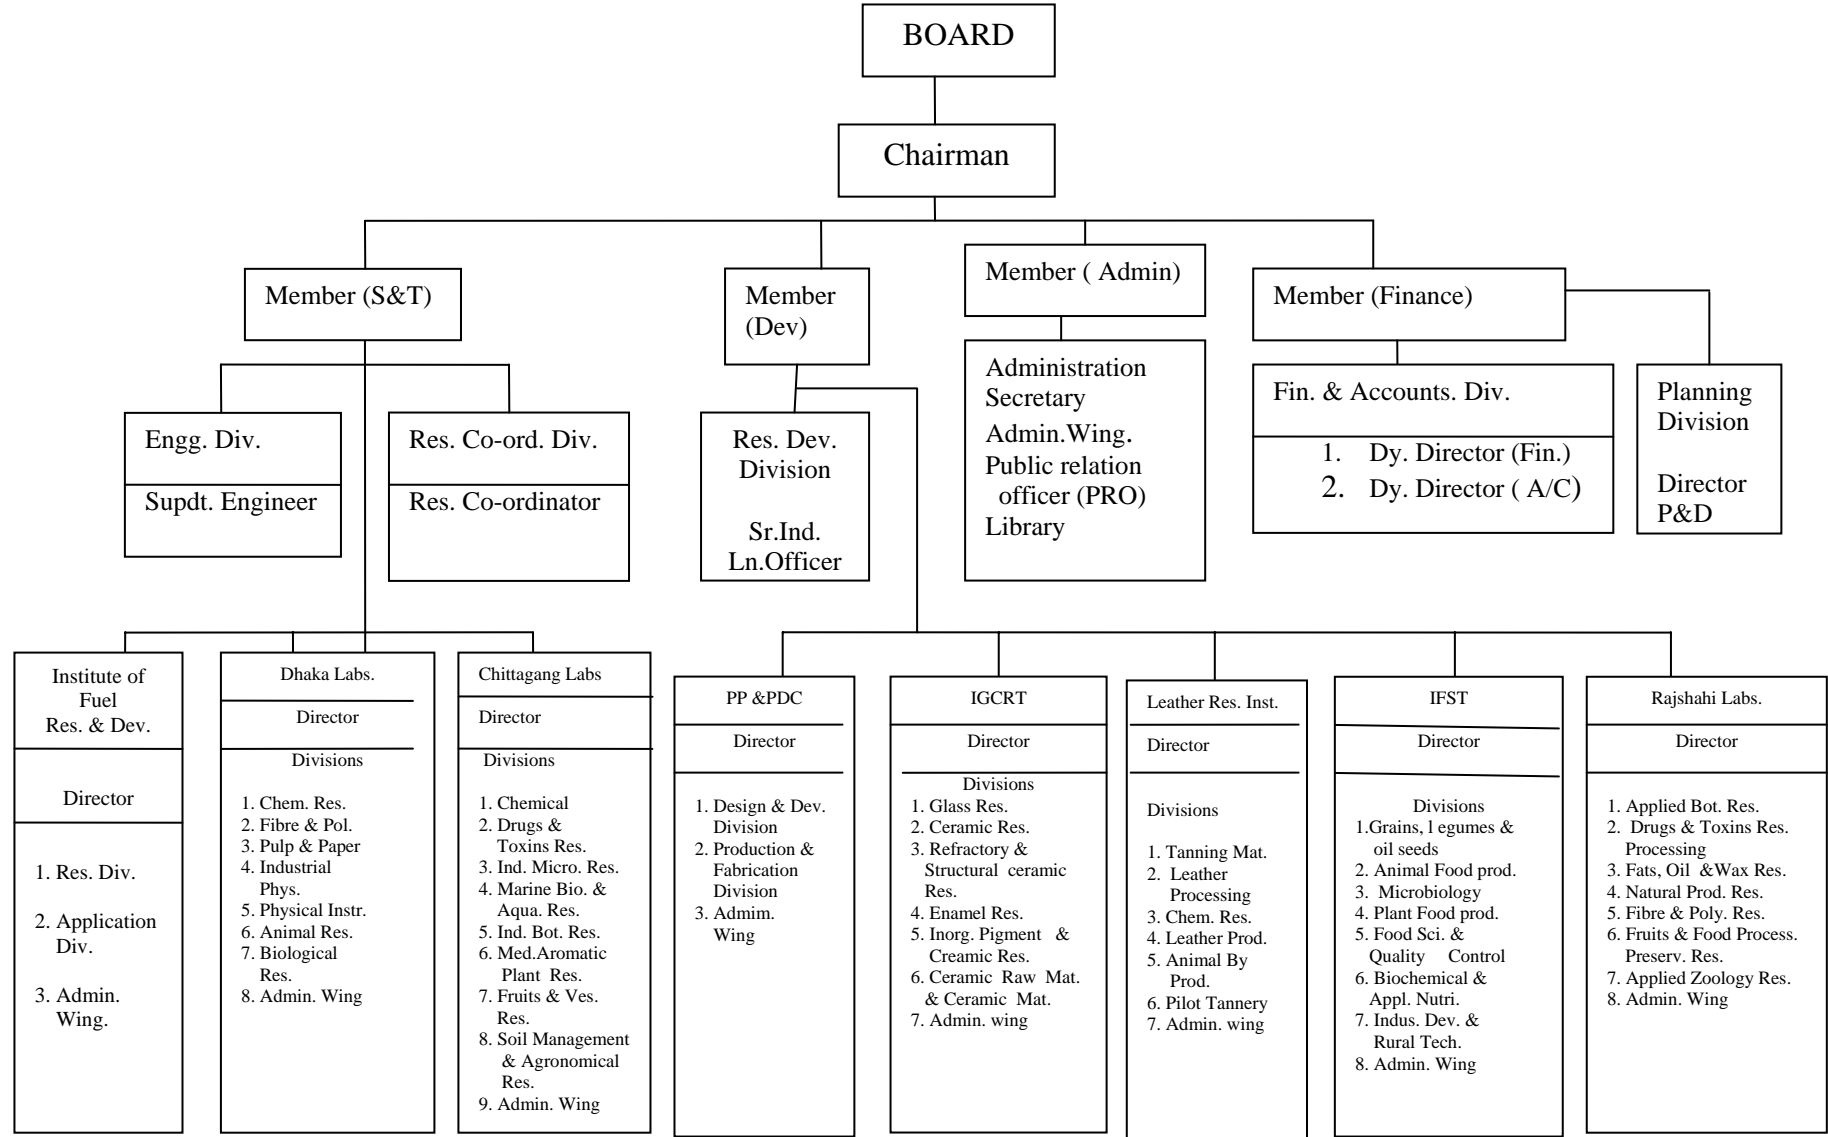 BOARD
Chairman
Member (S&T)
Member
(Dev)
Member ( Admin)
Member (Finance)
Engg. Div.
Supdt. Engineer
Res. Co-ord. Div.
Res. Co-ordinator
Res. Dev.
Division
Sr.Ind.
Ln.Officer
Administration
Secretary
Admin.Wing.
Public relation
officer (PRO)
Library
Fin. & Accounts. Div.
1. Dy. Director (Fin.)
2. Dy. Director ( A/C)
Planning
Division
Director
P&D
Institute of
Fuel
Res. & Dev.
Director
1. Res. Div.
2. Application
Div.
3. Admin.
Wing.
Dhaka Labs.
Director
Divisions
1. Chem. Res.
2. Fibre & Pol.
3. Pulp & Paper
4. Industrial
Phys.
5. Physical Instr.
6. Animal Res.
7. Biological
Res.
8. Admin. Wing
Chittagang Labs
Director
Divisions
1. Chemical
2. Drugs &
Toxins Res.
3. Ind. Micro. Res.
4. Marine Bio. &
Aqua. Res.
5. Ind. Bot. Res.
6. Med.Aromatic
Plant Res.
7. Fruits & Ves.
Res.
8. Soil Management
& Agronomical
Res.
9. Admin. Wing
PP &PDC
Director
1. Design & Dev.
Division
2. Production &
Fabrication
Division
3. Admim.
Wing
IGCRT
Director
Divisions
1. Glass Res.
2. Ceramic Res.
3. Refractory &
Structural ceramic
Res.
4. Enamel Res.
5. Inorg. Pigment &
Creamic Res.
6. Ceramic Raw Mat.
& Ceramic Mat.
7. Admin. wing
Leather Res. Inst.
Director
Divisions
1. Tanning Mat.
2. Leather
Processing
3. Chem. Res.
4. Leather Prod.
5. Animal By
Prod.
6. Pilot Tannery
7. Admin. wing
IFST
Director
Divisions
1.Grains, l egumes &
oil seeds
2. Animal Food prod.
3. Microbiology
4. Plant Food prod.
5. Food Sci. &
Quality Control
6. Biochemical &
Appl. Nutri.
7. Indus. Dev. &
Rural Tech.
8. Admin. Wing
Rajshahi Labs.
Director
1. Applied Bot. Res.
2. Drugs & Toxins Res.
Processing
3. Fats, Oil &Wax Res.
4. Natural Prod. Res.
5. Fibre & Poly. Res.
6. Fruits & Food Process.
Preserv. Res.
7. Applied Zoology Res.
8. Admin. Wing